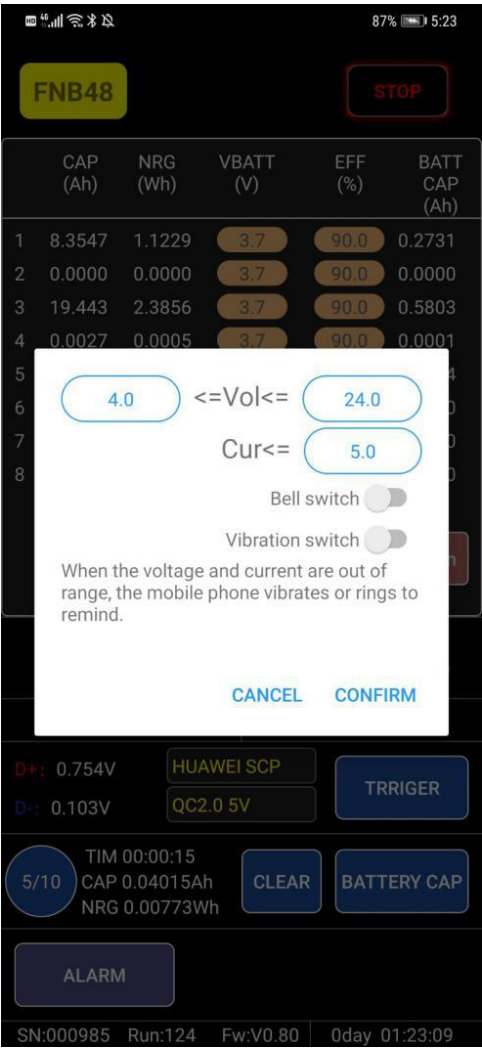 HD 4G 87% 5:23
FNB48 STOP
CAP NRG VBATT EFF BATT
(Ah) (Wh) (V) (%) CAP
(Ah)
1 8.3547 1.1229 3.7 90.0 0.2731
2 0.0000 0.0000 3.7 90.0 0.0000
3 19.443 2.3856 3.7 90.0 0.5803
4 0.0027 0.0005 3.7 90.0 0.0001
5 4
6 0
7 0
8 0
4.0 <=Vol<= 24.0
Cur<= 5.0
Bell switch
Vibration switch
n
When the voltage and current are out of
range, the mobile phone vibrates or rings to
remind.
CANCEL CONFIRM
D+: 0.754V HUAWEI SCP
TRRIGER
D-: 0.103V QC2.0 5V
TIM 00:00:15
5/10 CAP 0.04015Ah CLEAR BATTERY CAP
NRG 0.00773Wh
ALARM
SN:000985 Run:124 Fw:V0.80 0day 01:23:09